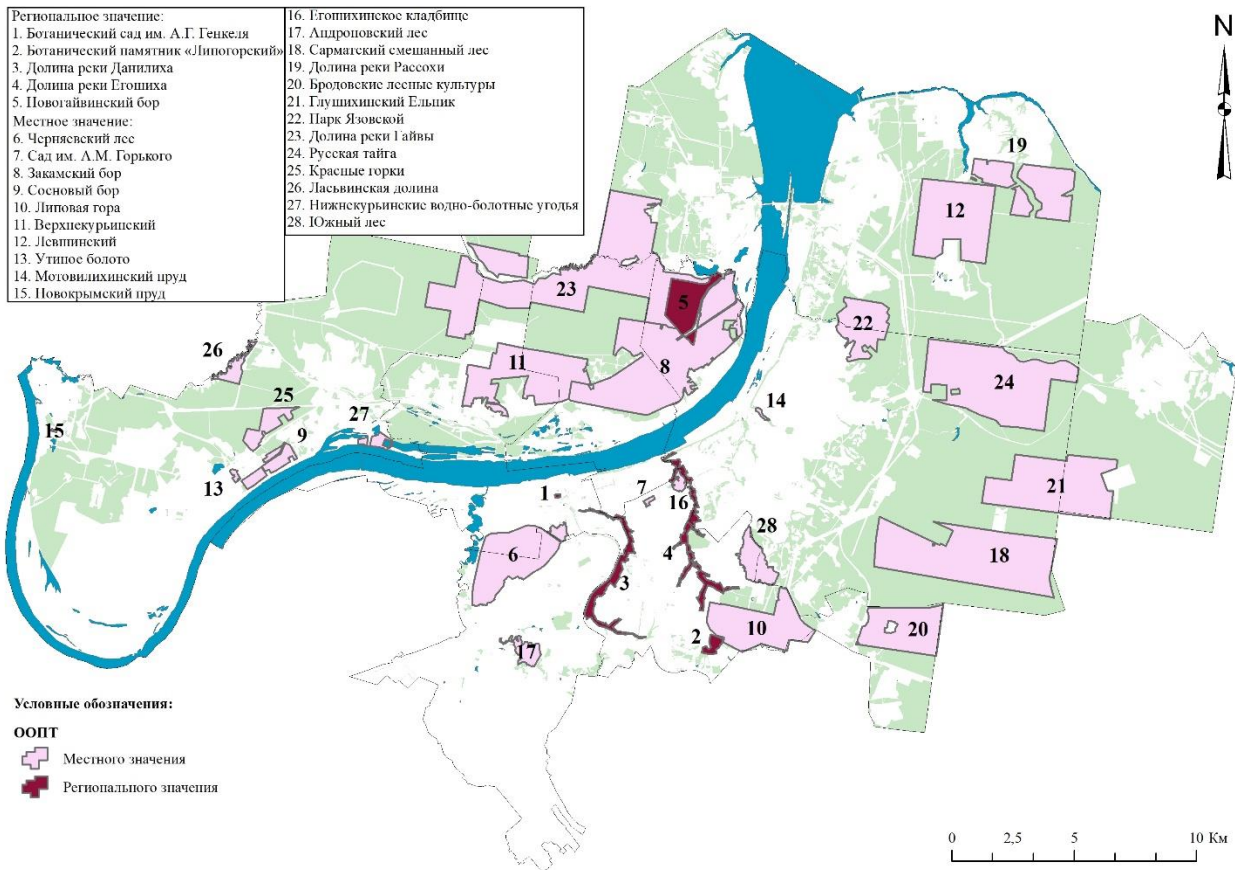 Региональное значение:
1. Ботанический сад им. А.Г. Генкеля
2. Ботанический памятник «Липогорский»
3. Долина реки Данилиха
4. Долина реки Егошиха
5. Новогайвинский бор
Местное значение:
6. Черняевский лес
7. Сад им. А.М. Горького
8. Закамский бор
9. Сосновый бор
10. Липовая гора
11. Верхнекурьинский
12. Левшинский
13. Утиное болото
14. Мотовилихинский пруд
15. Новокрымский пруд
16. Егошихинское кладбище
17. Андроновский лес
18. Сарматский смешанный лес
19. Долина реки Рассохи
20. Бродовские лесные культуры
21. Глушихинский Ельник
22. Парк Язовской
23. Долина реки Гайвы
24. Русская тайга
25. Красные горки
26. Ласьвинская долина
27. Нижнекурьинские водно-болотные угодья
28. Южный лес
N
19
12
23
5
22
26
11
8
24
25
14
27
15
9
13
1
7
16
21
28
6
4
18
3
2
10
20
17
Условные обозначения:
ООПТ
Местного значения
Регионального значения
0 2,5 5 10 Км